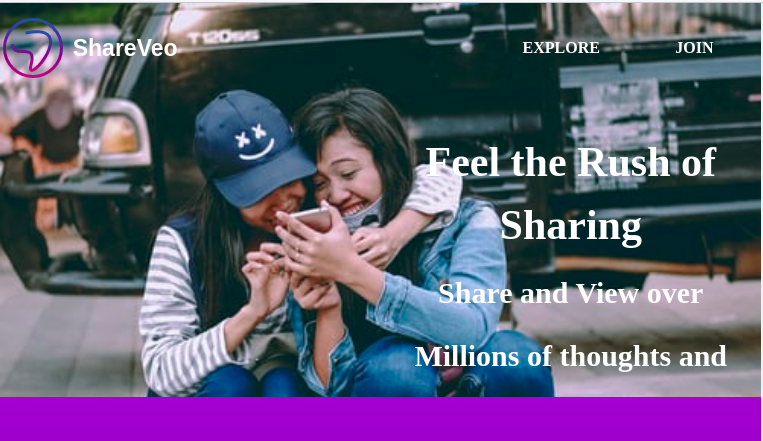 T120SS
ShareVeo
EXPLORE
JOIN
Feel the Rush of
Sharing
Share and View over
Millions of thoughts and